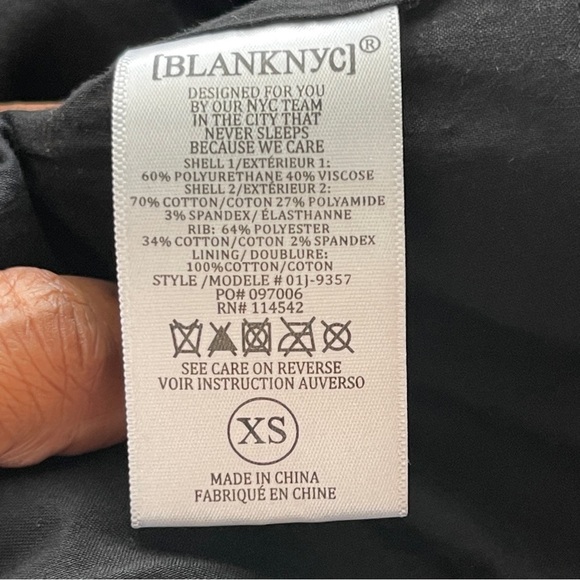 [BLANKNYC]®
DESIGNED FOR YOU
BY OUR NYC TEAM
IN THE CITY THAT
NEVER SLEEPS
BECAUSE WE CARE
SHELL 1/EXTÉRIEUR 1:
60% POLYURETHANE 40% VISCOSE
SHELL 2/EXTÉRIEUR 2:
70% COTTON/COTON 27% POLYAMIDE
3% SPANDEX/ ÉLASTHANNE
RIB: 64% POLYESTER
34% COTTON/COTON 2% SPANDEX
LINING/ DOUBLURE:
100%COTTON/COTON
STYLE /MODELE # 01J-9357
PO# 097006
RN# 114542
SEE CARE ON REVERSE
VOIR INSTRUCTION AUVERSO
XS
MADE IN CHINA
FABRIQUÉ EN CHINE